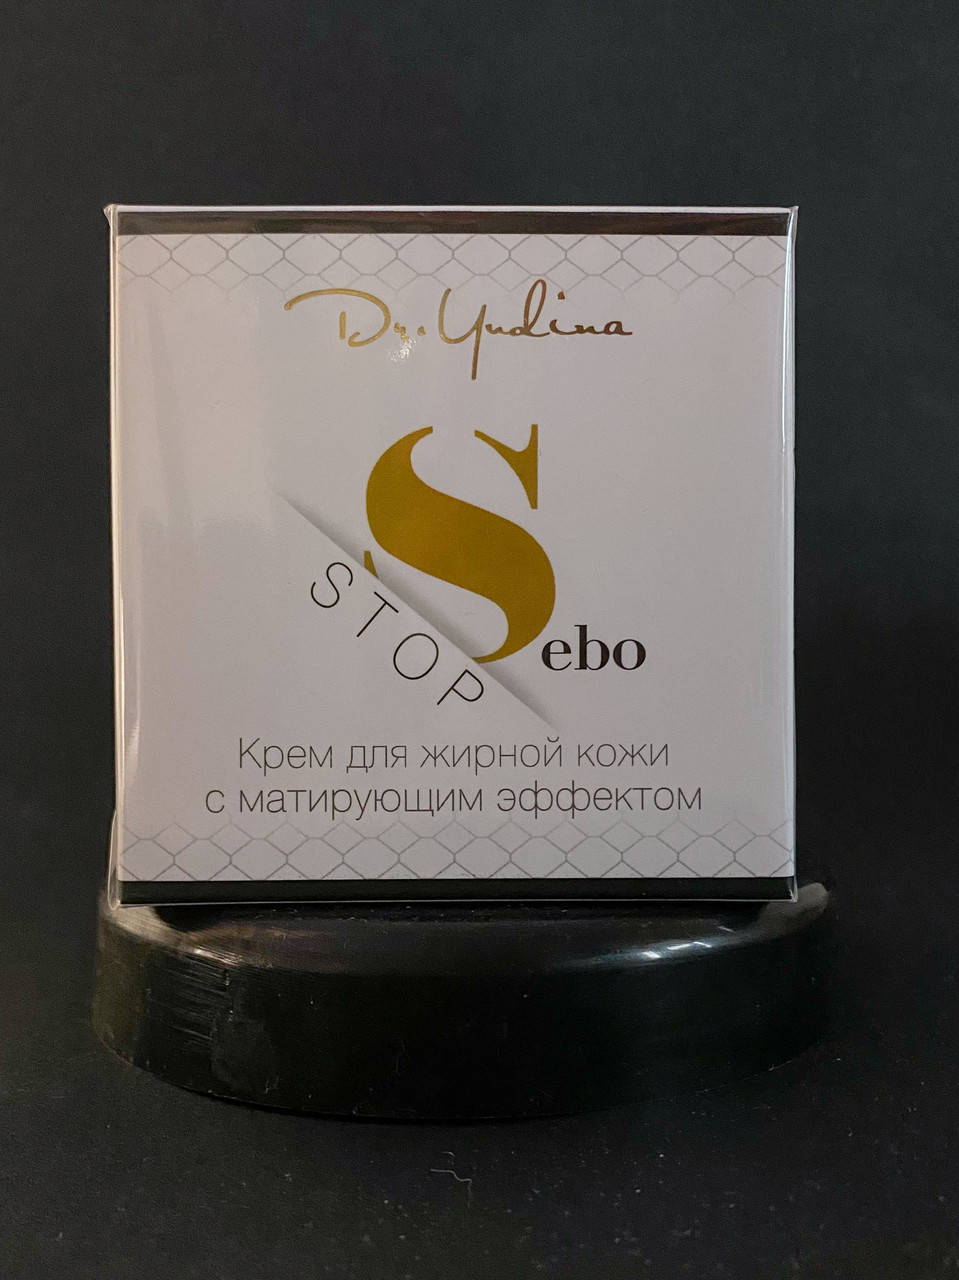 Dr. Yudina
Sebo
STOP
Крем для жирной кожи
с матирующим эффектом